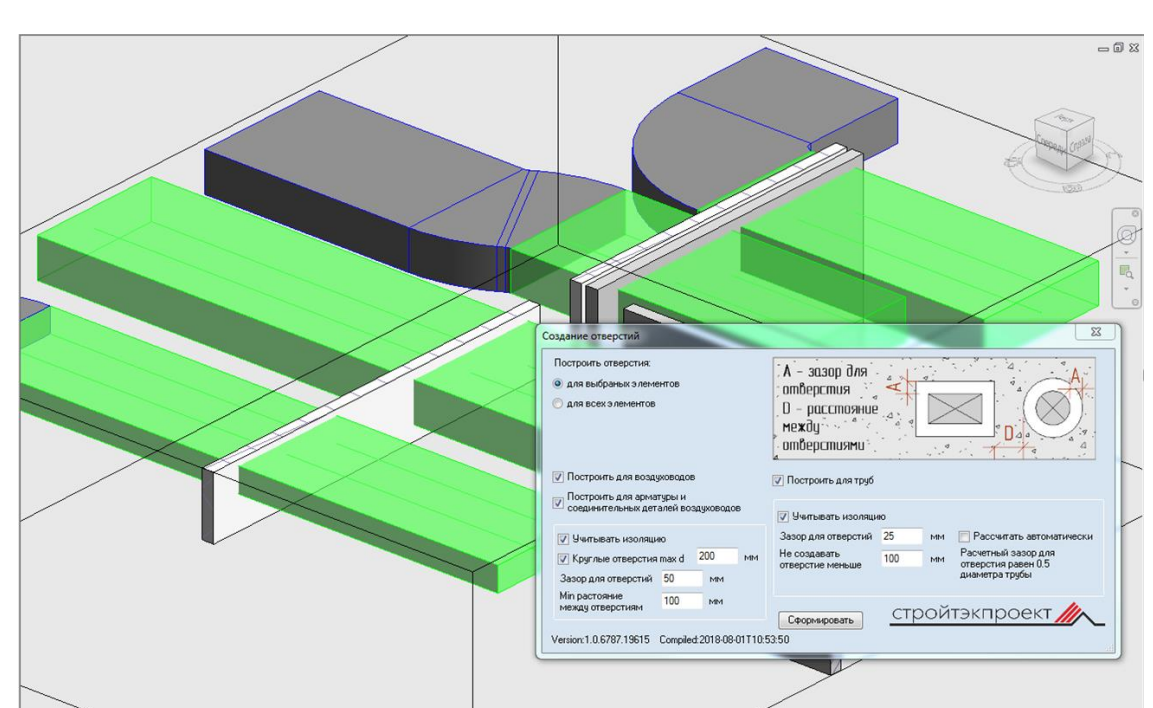 Создание отверстий
Построить отверстия:
для выбраных элементов
для всех элементов
А - зазор для
отверстия
D - расстояние
между
отверстиями
A
A
D
Построить для воздуховодов
Построить для арматуры и
соединительных деталей воздуховодов
Учитывать изоляцию
Круглые отверстия max d 200 мм
Зазор для отверстий 50 мм
Min растояние
между отверстиям 100 мм
Построить для труб
Учитывать изоляцию
Зазор для отверстий 25 мм
Рассчитать автоматически
Не создавать
отверстие меньше 100 мм
Расчетный зазор для
отверстия равен 0.5
диаметра трубы
Сформировать
стройтэкпроект
Version:1.0.6787.19615 Compiled:2018-08-01T10:53:50
Спереди
Справа